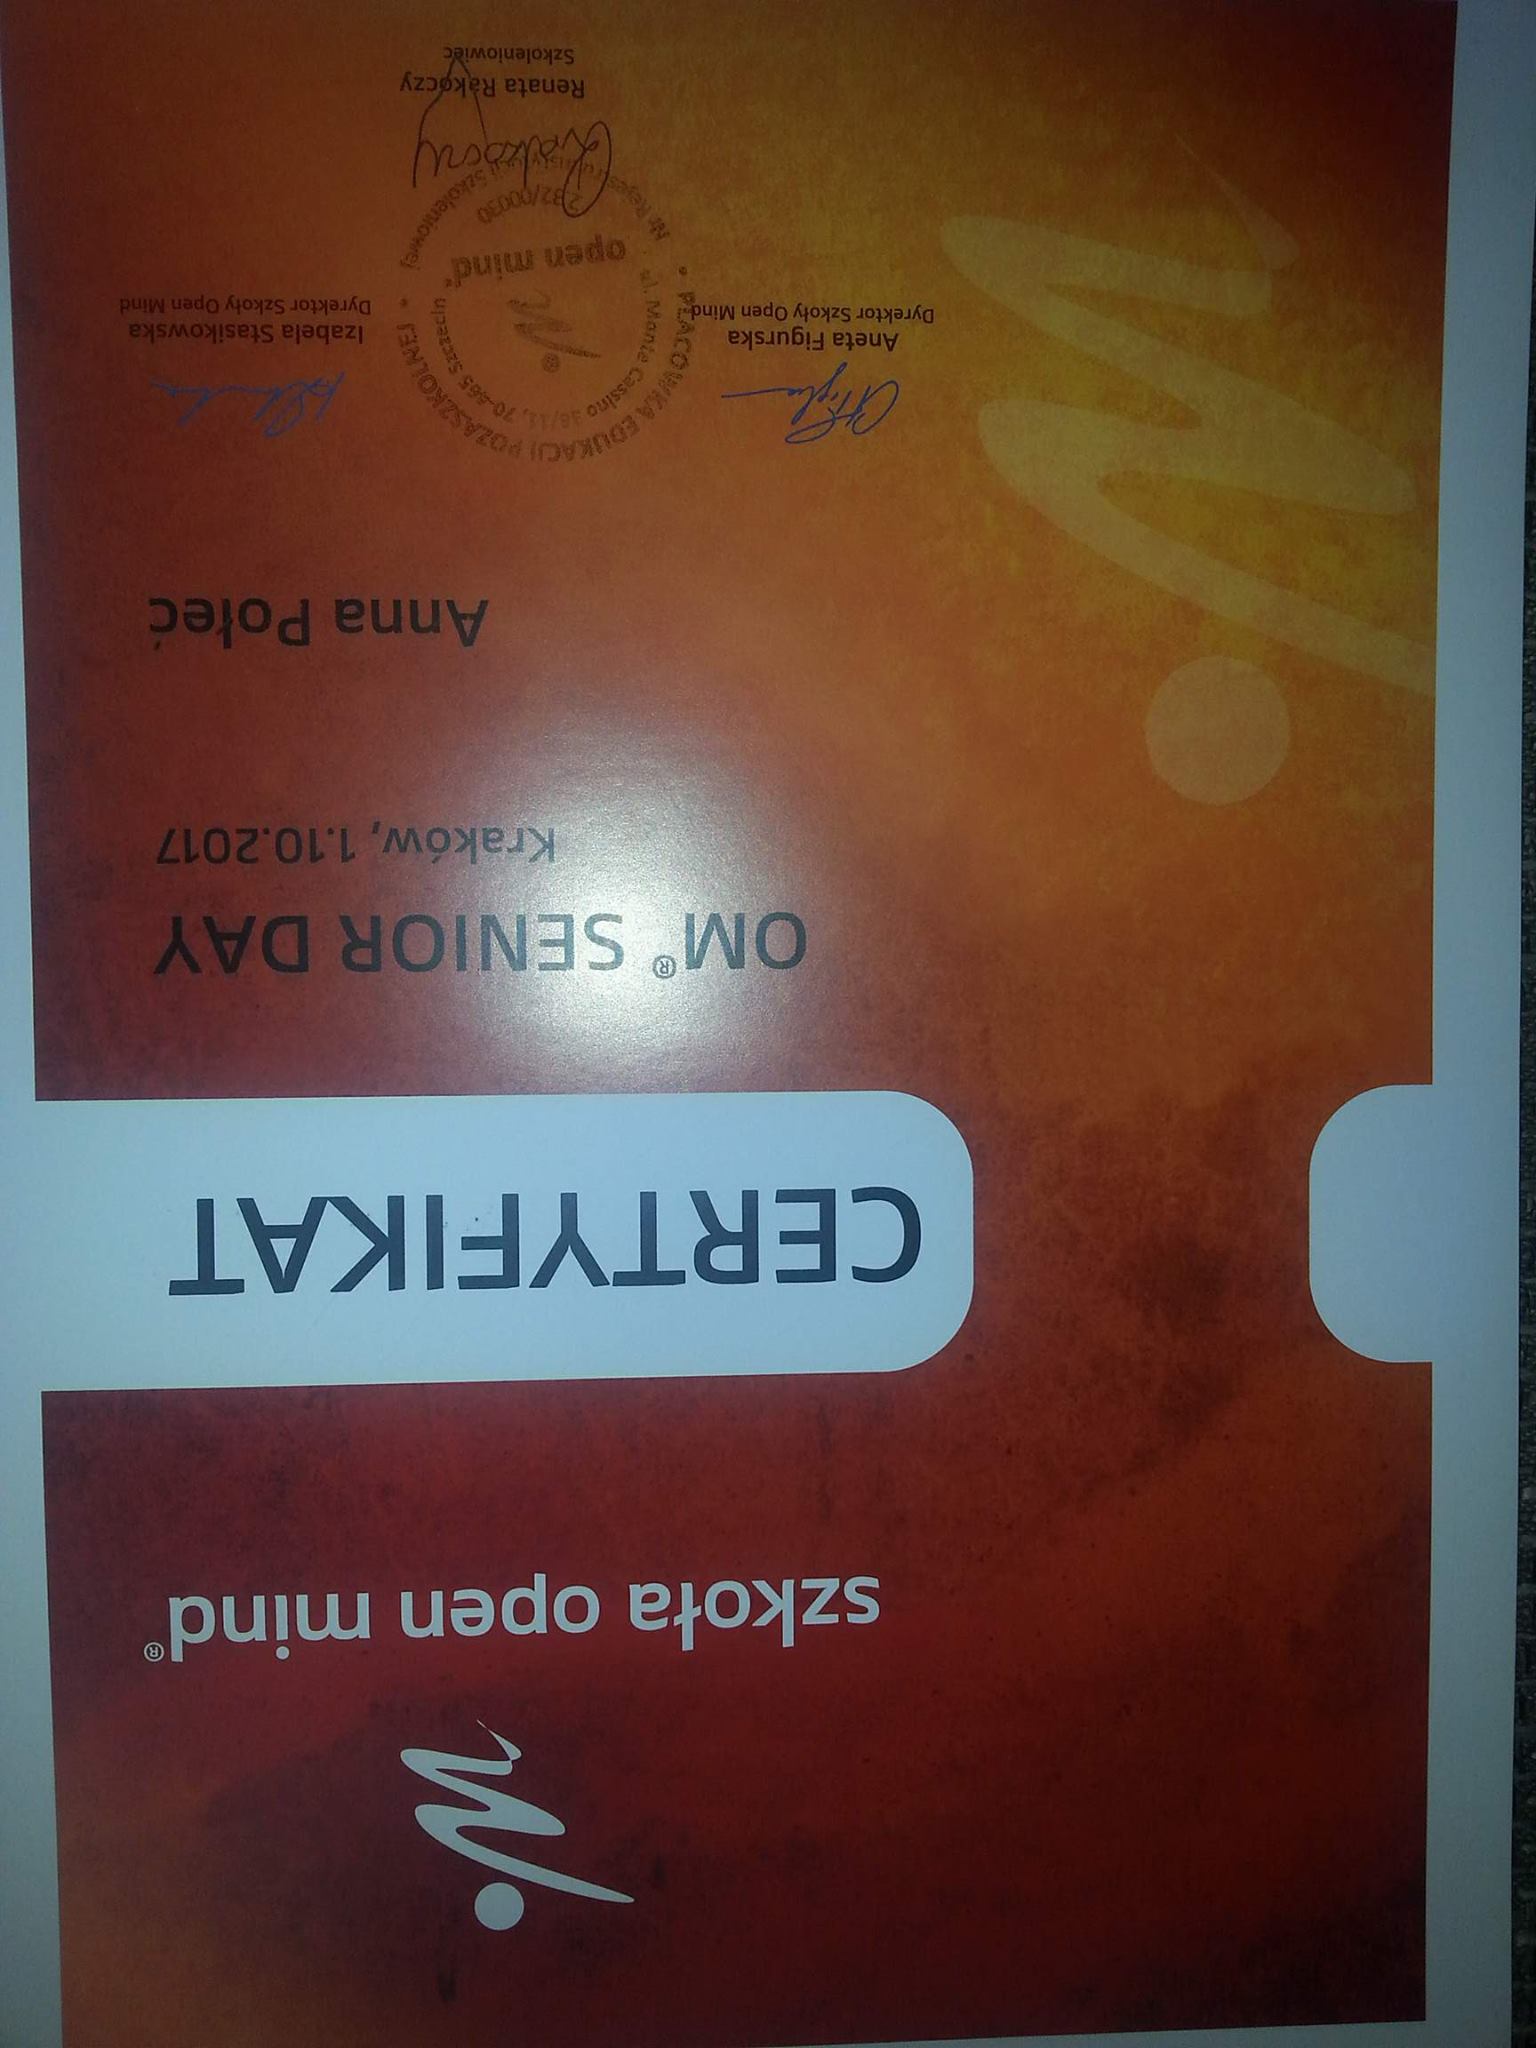 szkoła open mind®
CERTYFIKAT
OM® SENIOR DAY
Kraków, 1.10.2017
Anna Połeć
Aneta Figurska
Dyrektor Szkoły Open Mind
PLACÓWKA EDUKACJI POZASZKOLNEJ
ul. Monte Cassino 18/11, 70-465 Szczecin
open mind®
2.32/00030
Nr Rejestru Instytucji Szkoleniowej
Izabela Stasikowska
Dyrektor Szkoły Open Mind
Rakoczy
Renata Rakoczy
Szkoleniowiec